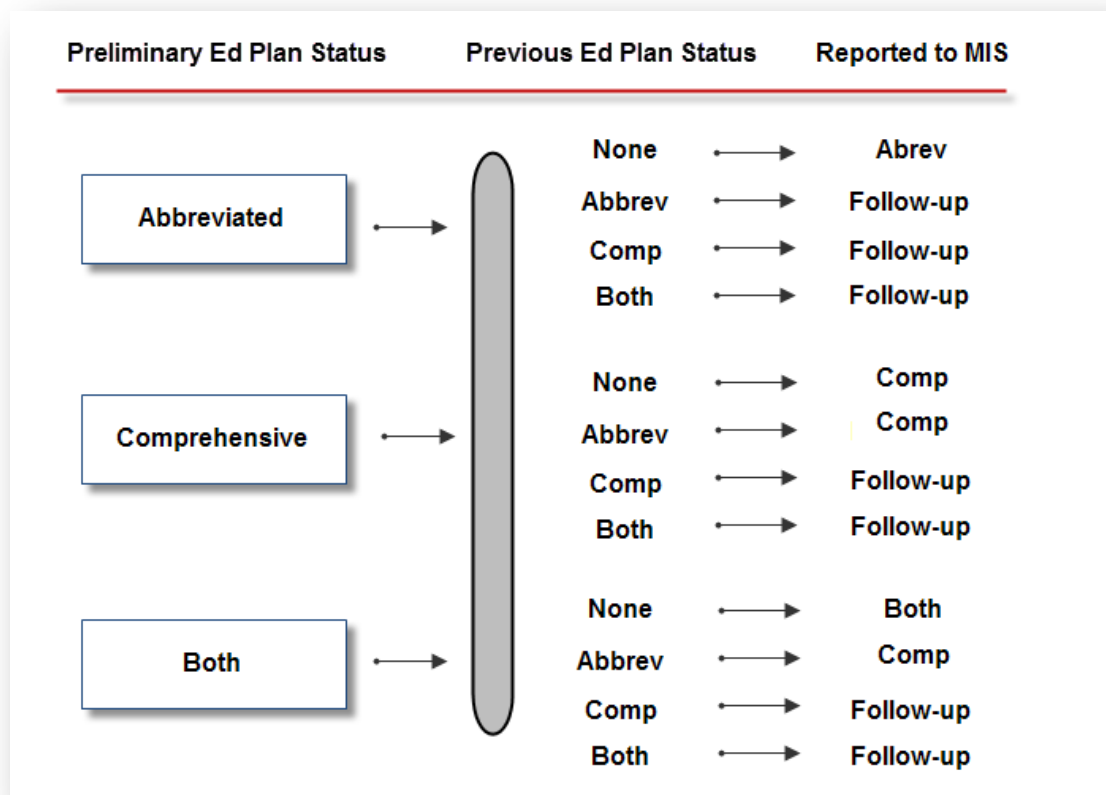 Preliminary Ed Plan Status Previous Ed Plan Status Reported to MIS
None Abrev
Abbreviated
Abbrev Follow-up
Comp Follow-up
Both Follow-up
None Comp
Comprehensive
Abbrev Comp
Comp Follow-up
Both Follow-up
None Both
Both
Abbrev Comp
Comp Follow-up
Both Follow-up